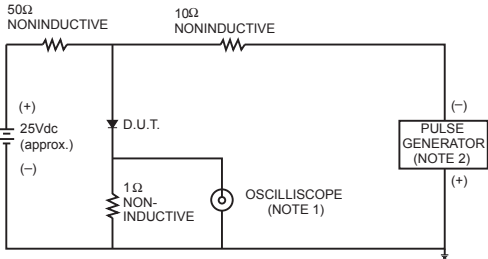 50Ω
NONINDUCTIVE
10Ω
NONINDUCTIVE
(+)
25Vdc
(approx.)
(–)
D.U.T.
1Ω
NON-
INDUCTIVE
OSCILLISCOPE
(NOTE 1)
(–)
PULSE
GENERATOR
(NOTE 2)
(+)